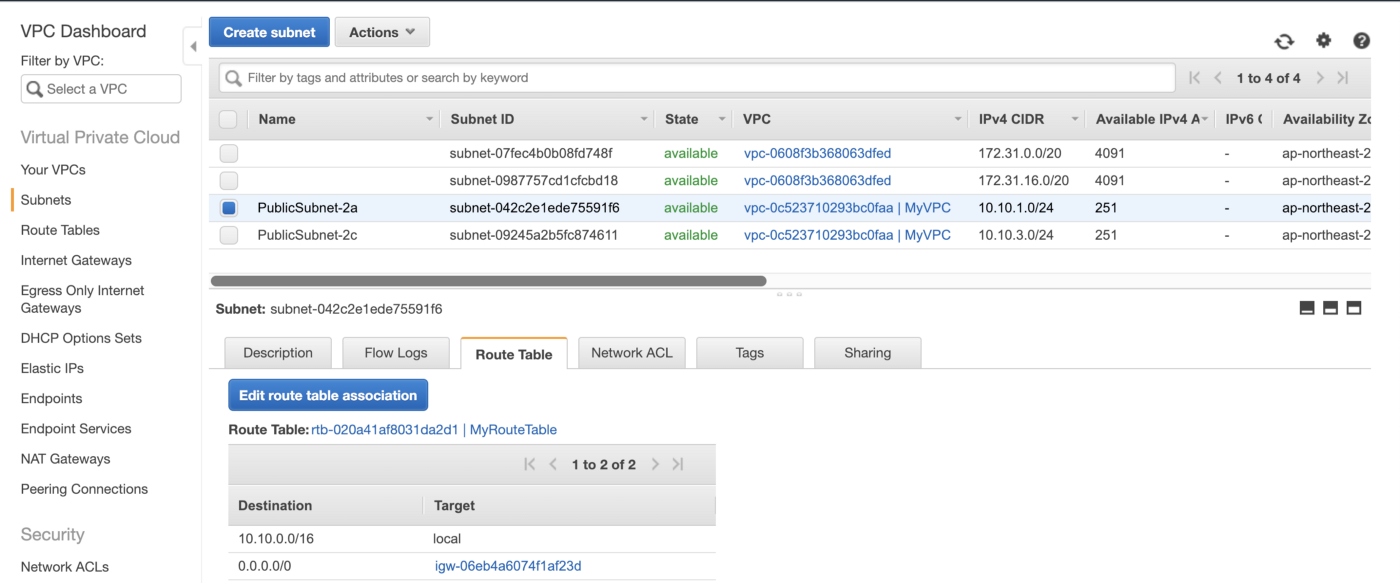 VPC Dashboard
Filter by VPC:
Select a VPC
Virtual Private Cloud
Your VPCs
Subnets
Route Tables
Internet Gateways
Egress Only Internet
Gateways
DHCP Options Sets
Elastic IPs
Endpoints
Endpoint Services
NAT Gateways
Peering Connections
Security
Network ACLs
Create subnet Actions
Filter by tags and attributes or search by keyword 1 to 4 of 4
Name Subnet ID State VPC IPv4 CIDR Available IPv4 A IPv6 ( Availability Zo
subnet-07fec4b0b08fd748f available vpc-0608f3b368063dfed 172.31.0.0/20 4091 - ap-northeast-2
subnet-0987757cd1cfcbd18 available vpc-0608f3b368063dfed 172.31.16.0/20 4091 - ap-northeast-2
PublicSubnet-2a subnet-042c2e1ede75591f6 available vpc-0c523710293bc0faa | MyVPC 10.10.1.0/24 251 - ap-northeast-2
PublicSubnet-2c subnet-09245a2b5fc874611 available vpc-0c523710293bc0faa | MyVPC 10.10.3.0/24 251 - ap-northeast-2
Subnet: subnet-042c2e1ede75591f6
Description Flow Logs Route Table Network ACL Tags Sharing
Edit route table association
Route Table: rtb-020a41af8031da2d1 | MyRouteTable
1 to 2 of 2
Destination Target
10.10.0.0/16 local
0.0.0.0/0 igw-06eb4a6074f1af23d